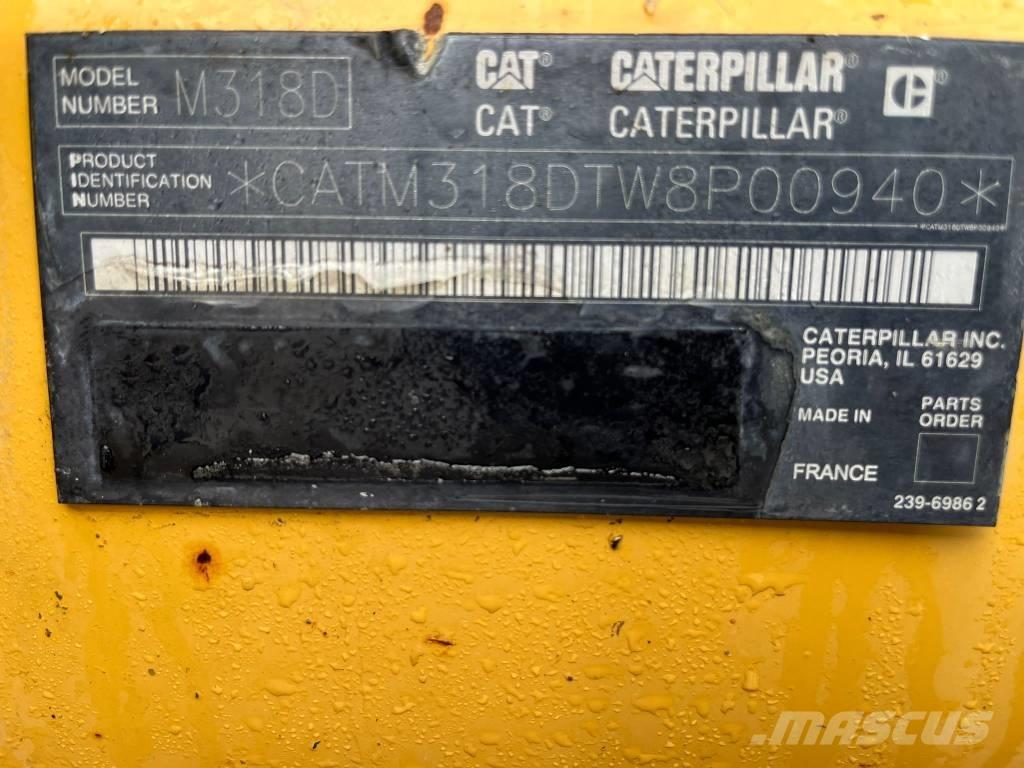 MODEL NUMBER M318D
CAT® CATERPILLAR®
CAT® CATERPILLAR®
PRODUCT IDENTIFICATION NUMBER *CATM318DTW8P00940*
*CATM318DTW8P00940*
CATERPILLAR INC.
PEORIA, IL 61629
USA
MADE IN
FRANCE
PARTS
ORDER
239-6986 2
MASCUS